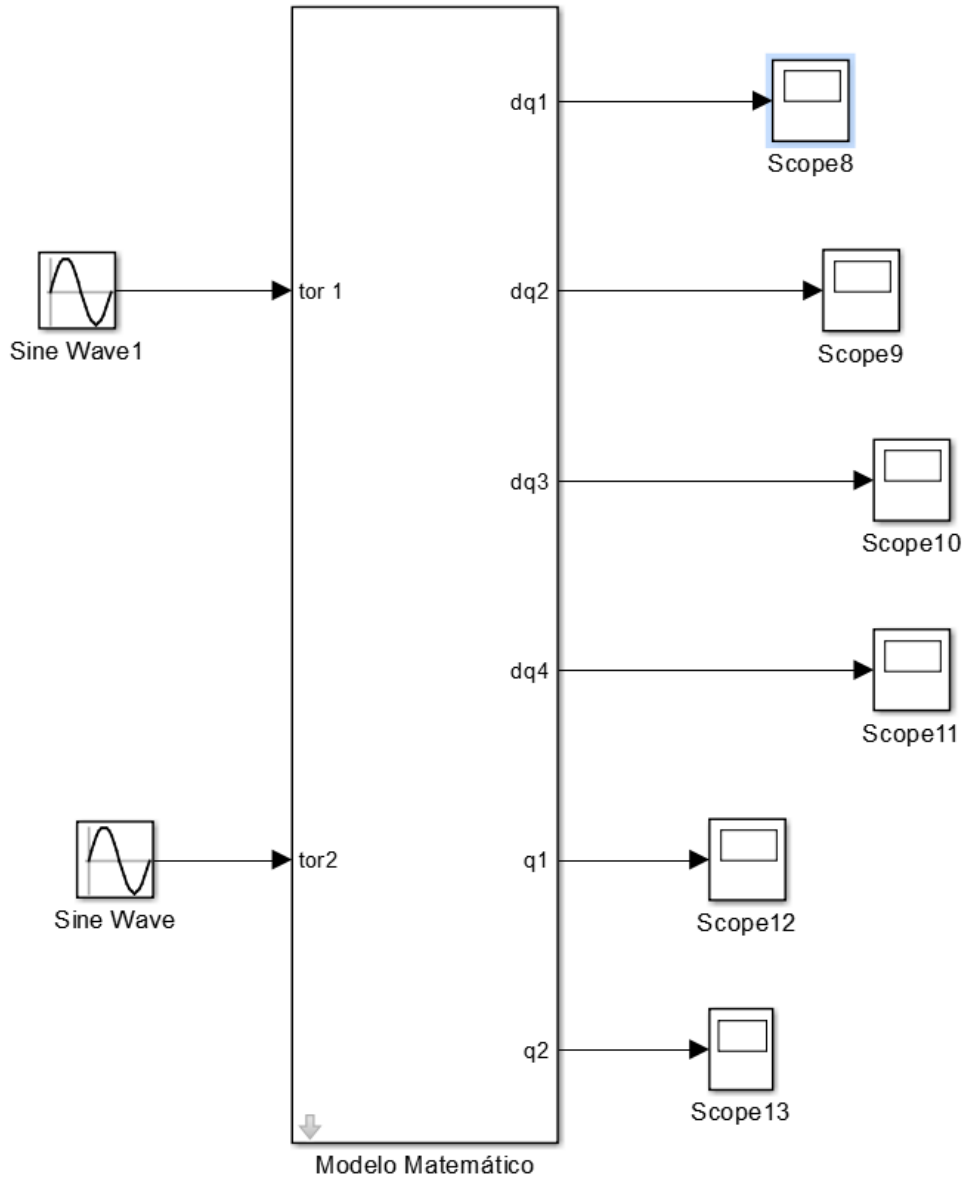 dq1
Scope8
tor 1
dq2
Sine Wave1
Scope9
dq3
Scope10
dq4
Scope11
tor2
q1
Sine Wave
Scope12
q2
Scope13
Modelo Matemático